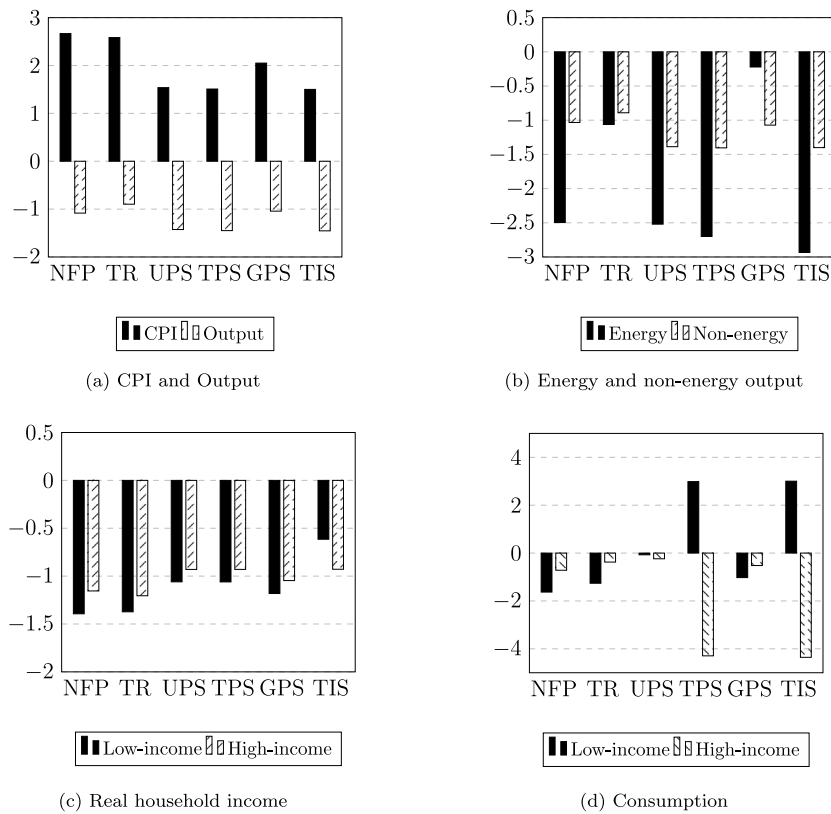 3
2
1
0
−1
−2
NFP TR UPS TPS GPS TIS
CPI Output
(a) CPI and Output
0.5
0
−0.5
−1
−1.5
−2
−2.5
−3
NFP TR UPS TPS GPS TIS
Energy Non-energy
(b) Energy and non-energy output
0.5
0
−0.5
−1
−1.5
−2
NFP TR UPS TPS GPS TIS
Low-income High-income
(c) Real household income
4
2
0
−2
−4
NFP TR UPS TPS GPS TIS
Low-income High-income
(d) Consumption